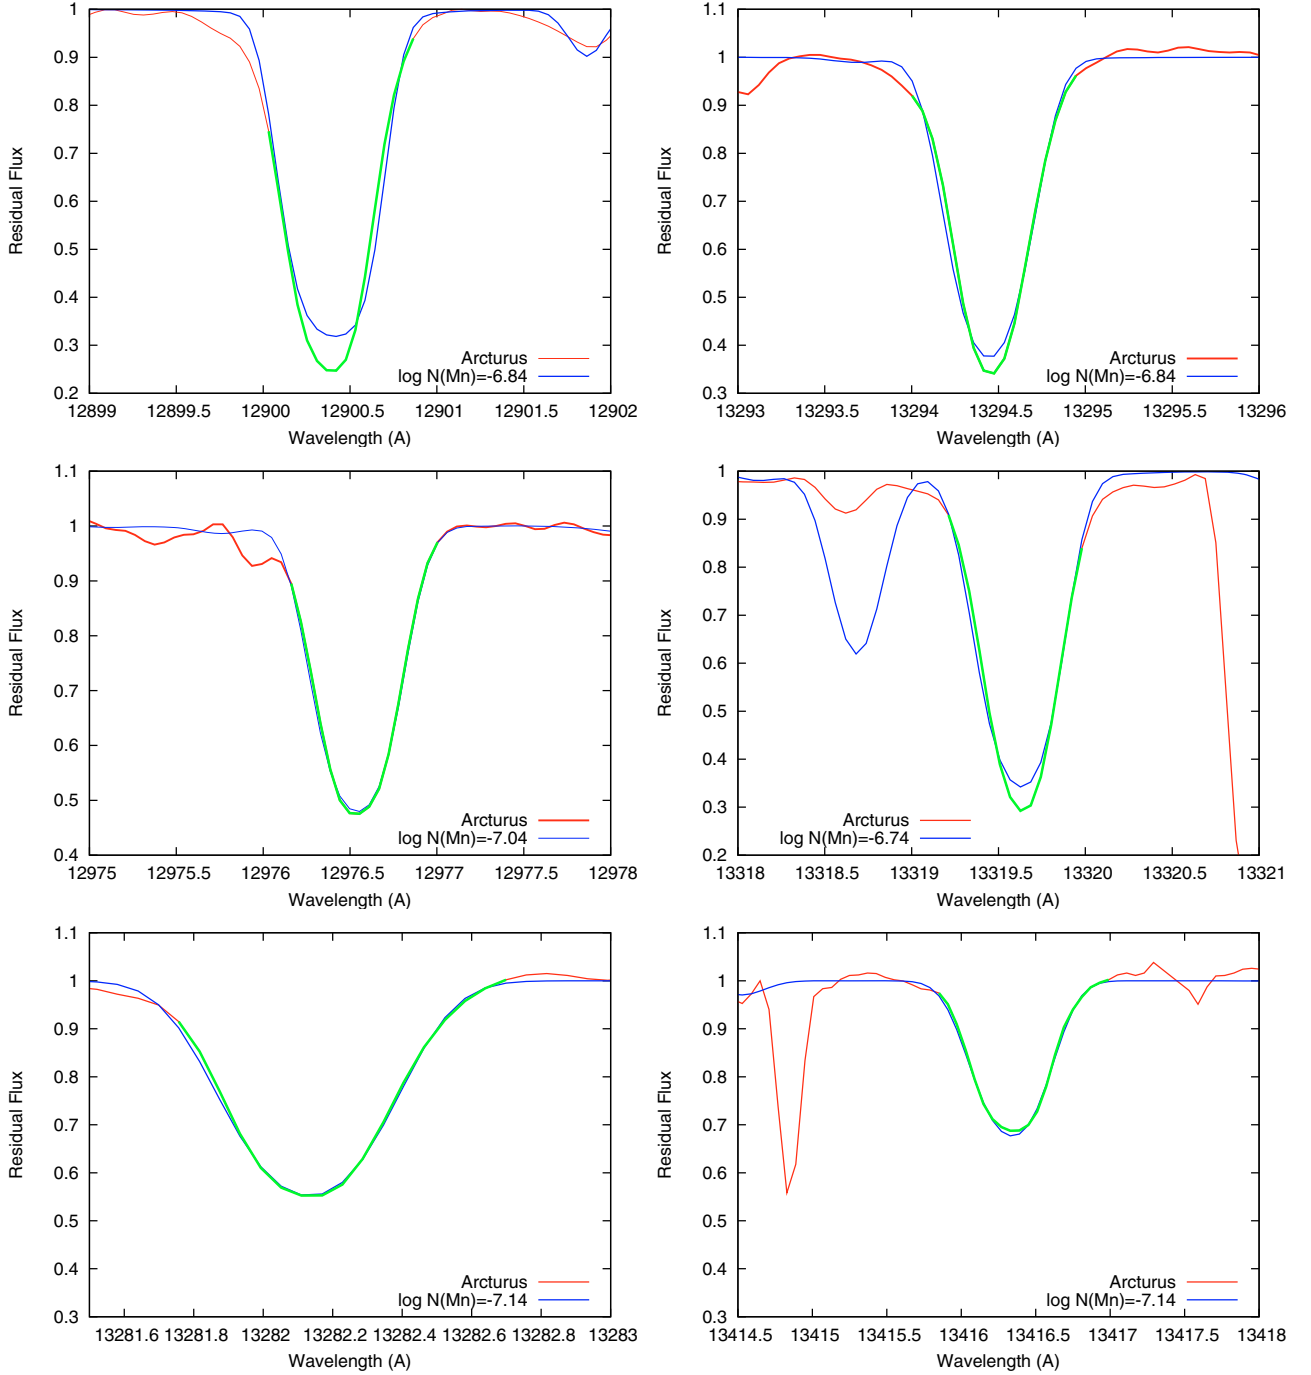 1
0.9
0.8
0.7
0.6
0.5
0.4
0.3
0.2
12899 12899.5 12900 12900.5 12901 12901.5 12902
Residual Flux
Wavelength (A)
Arcturus
log N(Mn)=-6.84
1.1
1
0.9
0.8
0.7
0.6
0.5
0.4
0.3
13293 13293.5 13294 13294.5 13295 13295.5 13296
Residual Flux
Wavelength (A)
Arcturus
log N(Mn)=-6.84
1.1
1
0.9
0.8
0.7
0.6
0.5
0.4
12975 12975.5 12976 12976.5 12977 12977.5 12978
Residual Flux
Wavelength (A)
Arcturus
log N(Mn)=-7.04
1
0.9
0.8
0.7
0.6
0.5
0.4
0.3
0.2
13318 13318.5 13319 13319.5 13320 13320.5 13321
Residual Flux
Wavelength (A)
Arcturus
log N(Mn)=-6.74
1.1
1
0.9
0.8
0.7
0.6
0.5
0.4
0.3
13281.6 13281.8 13282 13282.2 13282.4 13282.6 13282.8 13283
Residual Flux
Wavelength (A)
Arcturus
log N(Mn)=-7.14
1.1
1
0.9
0.8
0.7
0.6
0.5
0.4
0.3
13414.5 13415 13415.5 13416 13416.5 13417 13417.5 13418
Residual Flux
Wavelength (A)
Arcturus
log N(Mn)=-7.14